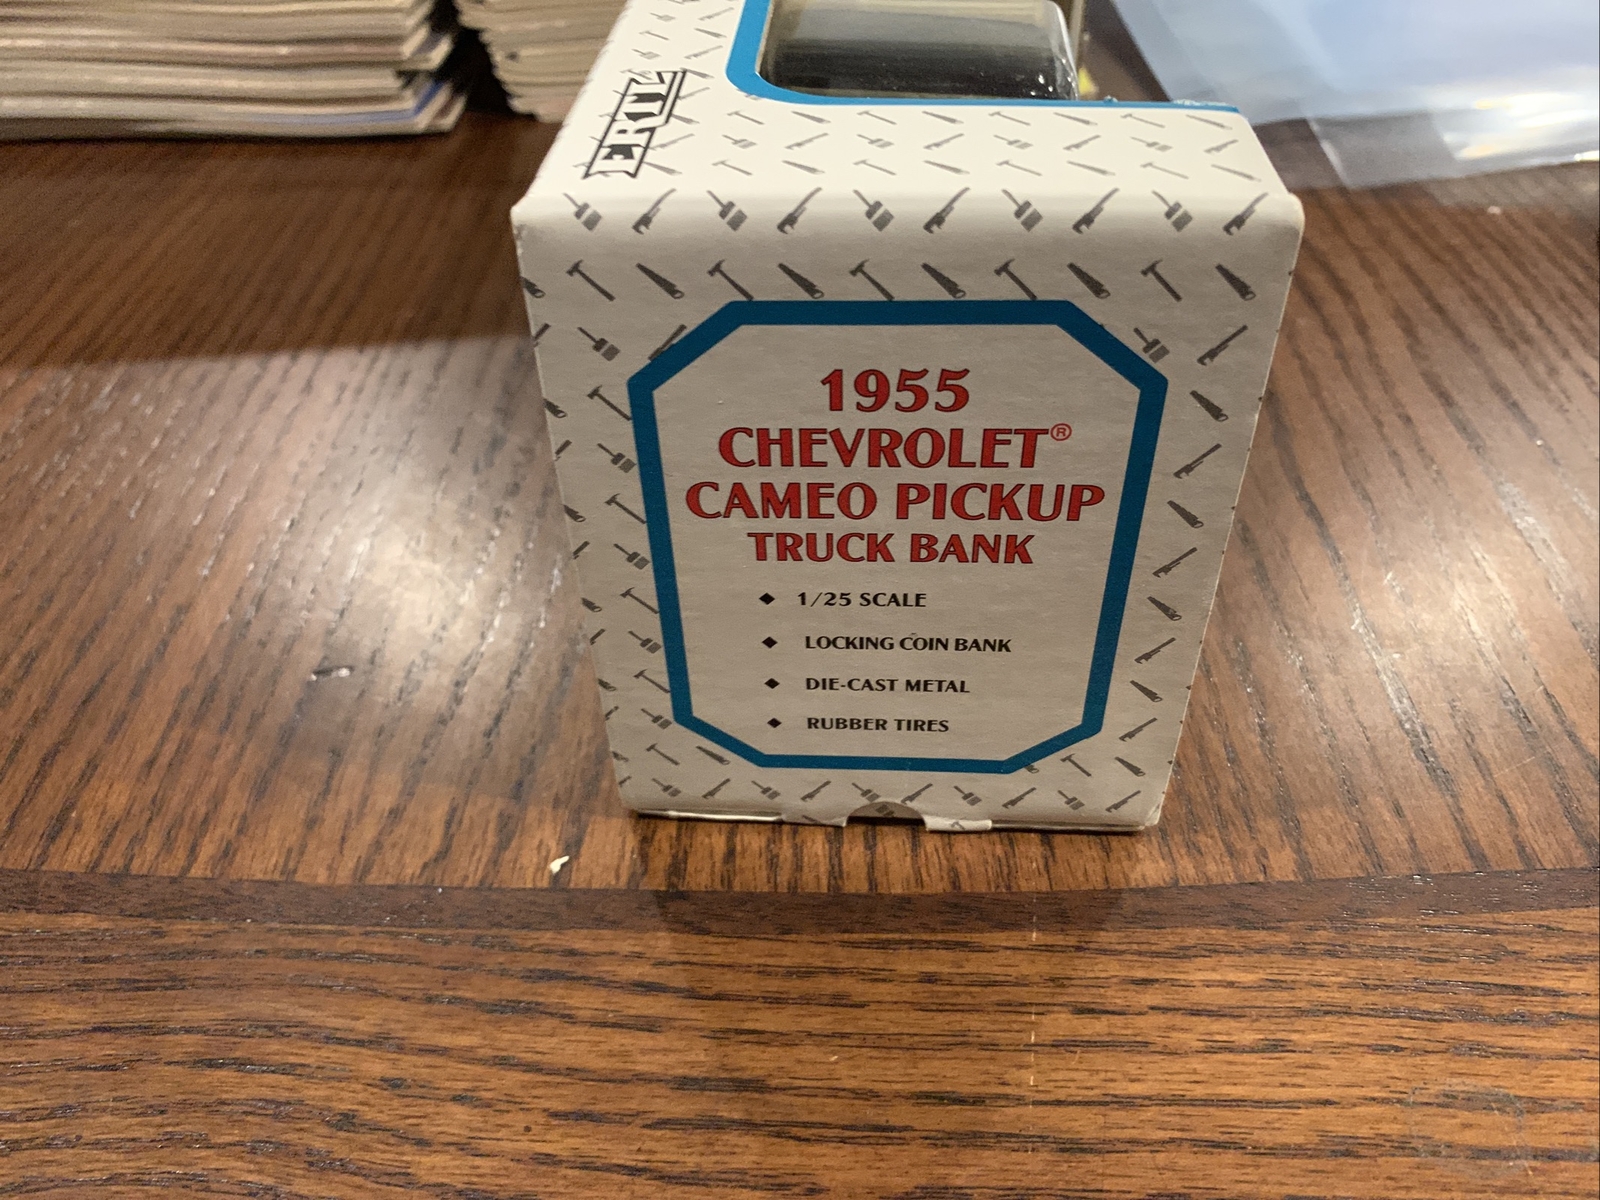 ERTL
1955
CHEVROLET®
CAMEO PICKUP
TRUCK BANK
◆ 1/25 SCALE
◆ LOCKING COIN BANK
◆ DIE-CAST METAL
◆ RUBBER TIRES